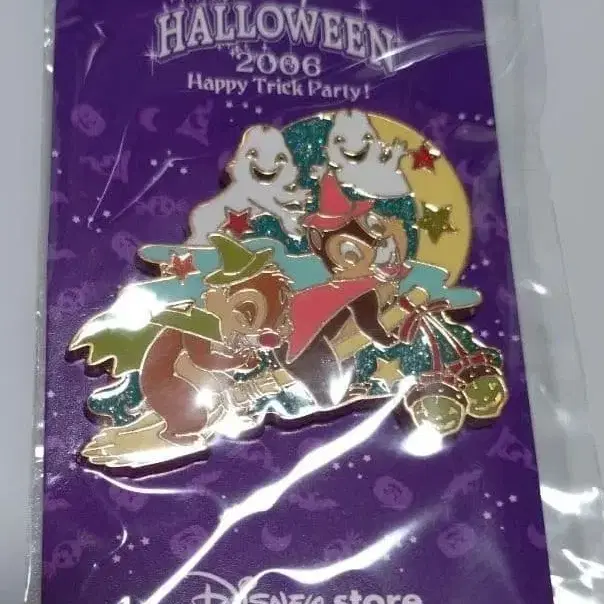 HALLOWEEN
2006
Happy Trick Party!
Disney store